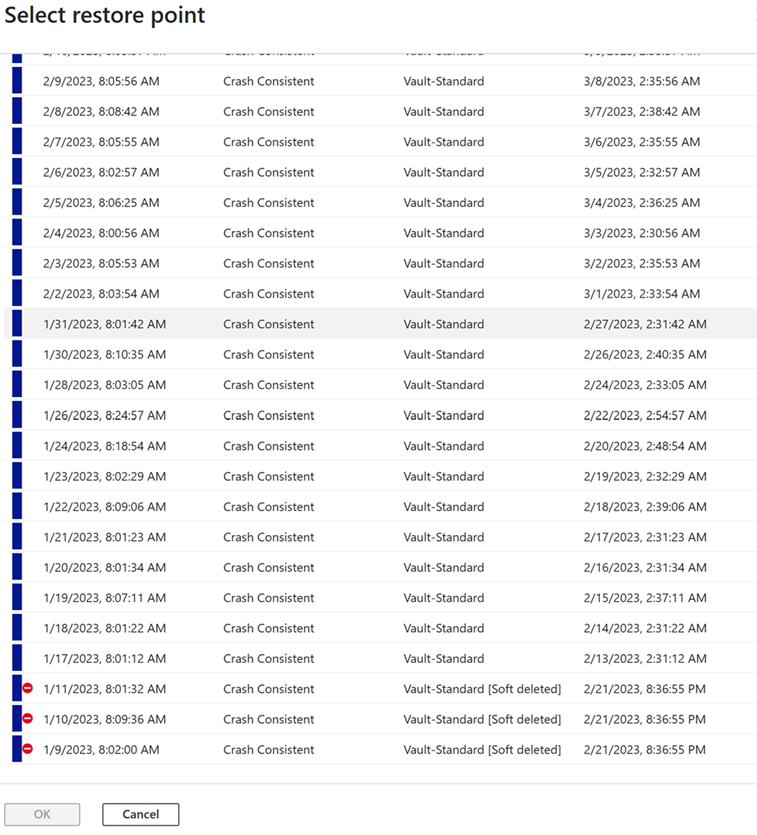 Select restore point
2/9/2023, 8:05:56 AM Crash Consistent Vault-Standard 3/8/2023, 2:35:56 AM
2/8/2023, 8:08:42 AM Crash Consistent Vault-Standard 3/7/2023, 2:38:42 AM
2/7/2023, 8:05:55 AM Crash Consistent Vault-Standard 3/6/2023, 2:35:55 AM
2/6/2023, 8:02:57 AM Crash Consistent Vault-Standard 3/5/2023, 2:32:57 AM
2/5/2023, 8:06:25 AM Crash Consistent Vault-Standard 3/4/2023, 2:36:25 AM
2/4/2023, 8:00:56 AM Crash Consistent Vault-Standard 3/3/2023, 2:30:56 AM
2/3/2023, 8:05:53 AM Crash Consistent Vault-Standard 3/2/2023, 2:35:53 AM
2/2/2023, 8:03:54 AM Crash Consistent Vault-Standard 3/1/2023, 2:33:54 AM
1/31/2023, 8:01:42 AM Crash Consistent Vault-Standard 2/27/2023, 2:31:42 AM
1/30/2023, 8:10:35 AM Crash Consistent Vault-Standard 2/26/2023, 2:40:35 AM
1/28/2023, 8:03:05 AM Crash Consistent Vault-Standard 2/24/2023, 2:33:05 AM
1/26/2023, 8:24:57 AM Crash Consistent Vault-Standard 2/22/2023, 2:54:57 AM
1/24/2023, 8:18:54 AM Crash Consistent Vault-Standard 2/20/2023, 2:48:54 AM
1/23/2023, 8:02:29 AM Crash Consistent Vault-Standard 2/19/2023, 2:32:29 AM
1/22/2023, 8:09:06 AM Crash Consistent Vault-Standard 2/18/2023, 2:39:06 AM
1/21/2023, 8:01:23 AM Crash Consistent Vault-Standard 2/17/2023, 2:31:23 AM
1/20/2023, 8:01:34 AM Crash Consistent Vault-Standard 2/16/2023, 2:31:34 AM
1/19/2023, 8:07:11 AM Crash Consistent Vault-Standard 2/15/2023, 2:37:11 AM
1/18/2023, 8:01:22 AM Crash Consistent Vault-Standard 2/14/2023, 2:31:22 AM
1/17/2023, 8:01:12 AM Crash Consistent Vault-Standard 2/13/2023, 2:31:12 AM
1/11/2023, 8:01:32 AM Crash Consistent Vault-Standard [Soft deleted] 2/21/2023, 8:36:55 PM
1/10/2023, 8:09:36 AM Crash Consistent Vault-Standard [Soft deleted] 2/21/2023, 8:36:55 PM
1/9/2023, 8:02:00 AM Crash Consistent Vault-Standard [Soft deleted] 2/21/2023, 8:36:55 PM
OK Cancel